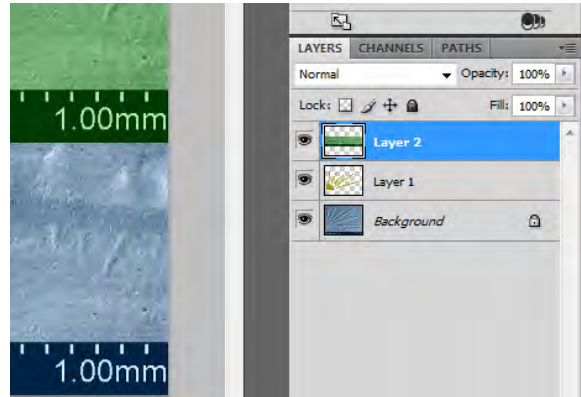 1.00mm
1.00mm
LAYERS CHANNELS PATHS
Normal Opacity: 100%
Lock: Fill: 100%
Layer 2
Layer 1
Background